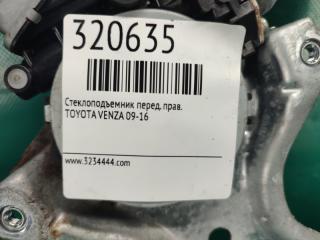 320635
Стеклоподъемник перед. прав.
TOYOTA VENZA 09-16
www.3234444.com